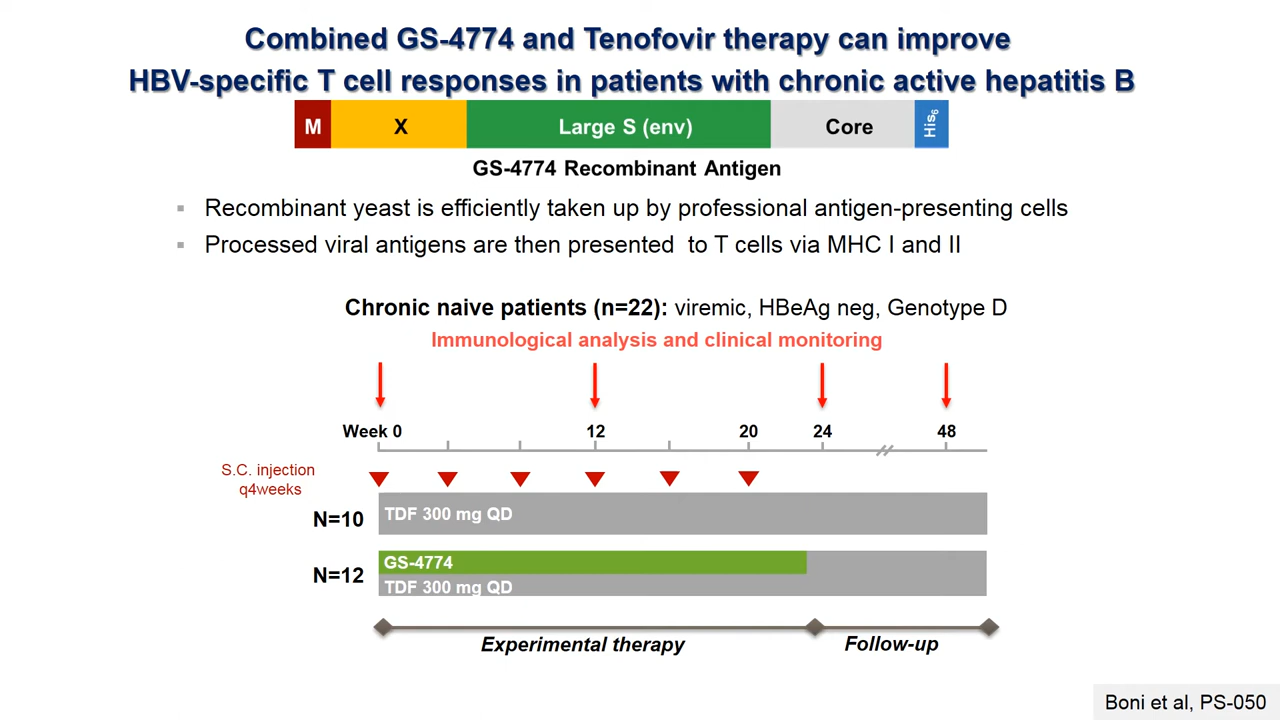 Combined GS-4774 and Tenofovir therapy can improve
HBV-specific T cell responses in patients with chronic active hepatitis B
M X Large S (env) Core His₆
GS-4774 Recombinant Antigen
▪ Recombinant yeast is efficiently taken up by professional antigen-presenting cells
▪ Processed viral antigens are then presented to T cells via MHC I and II
Chronic naive patients (n=22): viremic, HBeAg neg, Genotype D
Immunological analysis and clinical monitoring
Week 0 12 20 24 48
S.C. injection
q4weeks
N=10 TDF 300 mg QD
GS-4774
N=12
TDF 300 mg QD
Experimental therapy Follow-up
Boni et al, PS-050